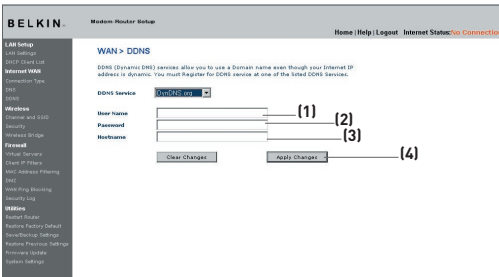 BELKIN. Modem Router Setup
Home | Help | Logout Internet Status: No Connection
LAN Setup
LAN Settings
DHCP Client List
Internet WAN
Connection Type
DNS
DDNS
Wireless
Channel and SSID
Security
Wireless Bridge
Firewall
Virtual Servers
Client IP Filters
MAC Address Filtering
DMZ
WAN Ping Blocking
Security Log
Utilities
Restart Router
Restore Factory Default
Save/Backup Settings
Restore Previous Settings
Firmware Update
System Settings
WAN > DDNS
DDNS (Dynamic DNS) services allow you to use a Domain name even though your Internet IP
address is dynamic. You must Register for DDNS service at one of the listed DDNS Services.
DDNS Service DynDNS.org
User Name (1)
Password (2)
Hostname (3)
Clear Changes Apply Changes (4)